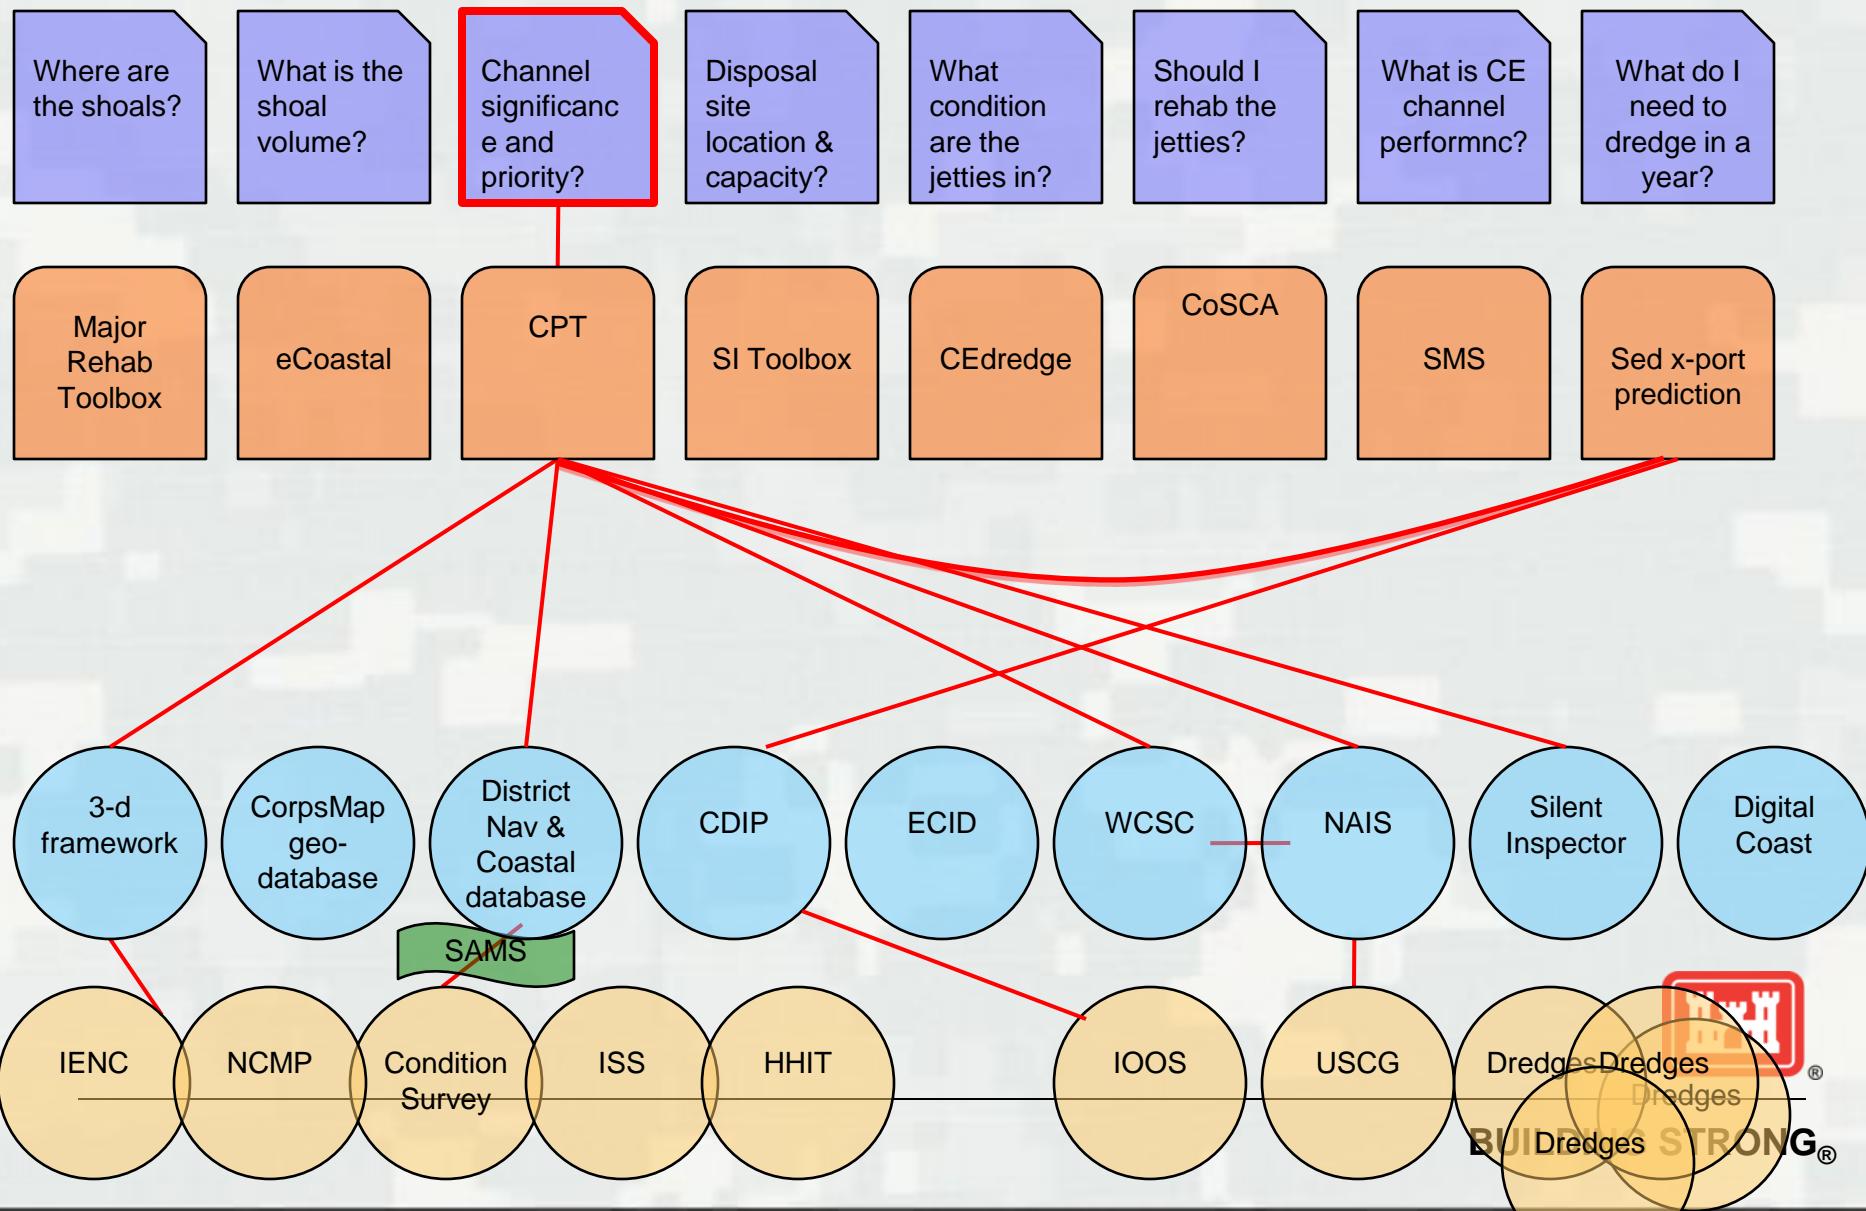 Where are
the shoals?
What is the
shoal
volume?
Channel
significanc
e and
priority?
Disposal
site
location &
capacity?
What
condition
are the
jetties in?
Should I
rehab the
jetties?
What is CE
channel
performnc?
What do I
need to
dredge in a
year?
Major
Rehab
Toolbox
eCoastal
CPT
SI Toolbox
CEdredge
CoSCA
SMS
Sed x-port
prediction
3-d
framework
CorpsMap
geo-
database
District
Nav &
Coastal
database
CDIP
ECID
WCSC
NAIS
Silent
Inspector
Digital
Coast
SAMS
IENC
NCMP
Condition
Survey
ISS
HHIT
IOOS
USCG
Dredges
Dredges
Dredges
Dredges
®
BUILDING STRONG®